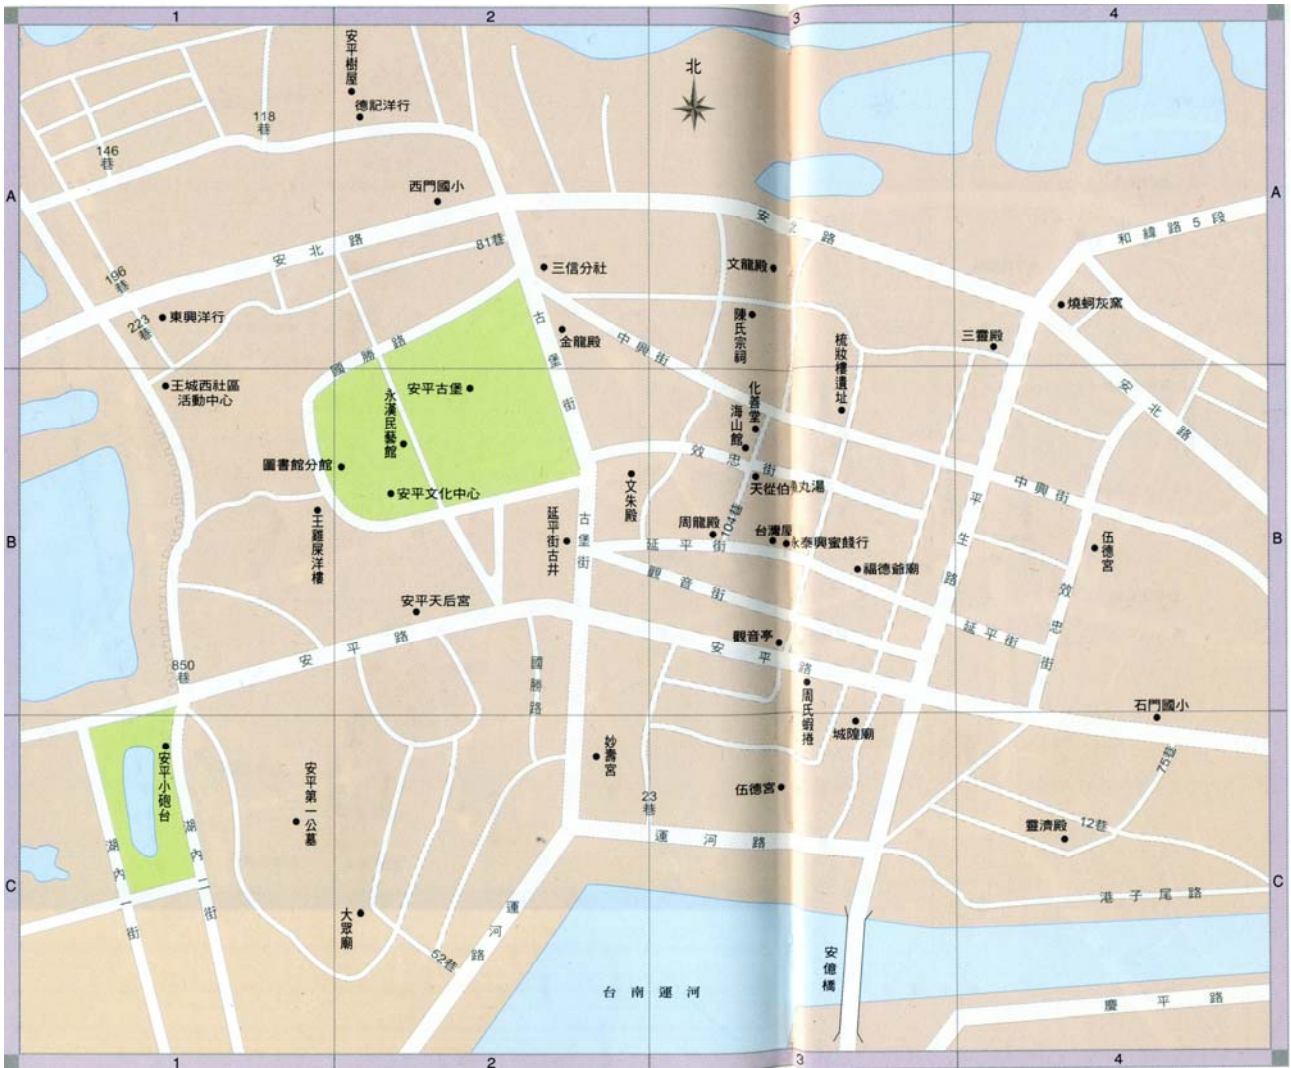 1
2
3
4
A
B
C
A
B
C
1
2
3
4
北
安平樹屋
德記洋行
118巷
146巷
西門國小
安北路
81巷
安北路
和緯路5段
196巷
223巷
東興洋行
三信分社
文龍殿
陳氏宗祠
燒蚵灰窯
三靈殿
梳妝樓遺址
國勝路
古堡街
金龍殿
中興街
王城西社區
活動中心
安平古堡
永漢民藝館
圖書館分館
安平文化中心
化善堂
海山館
效忠街
天從伯魚丸湯
文朱殿
安北路
中興街
平生路
王雞屎洋樓
延平街古井
古堡街
周龍殿
104巷
台灣屋
永泰興蜜餞行
延平街
觀音街
福德爺廟
伍德宮
效忠街
延平街
安平天后宮
安平路
國勝路
觀音亭
安平路
周氏蝦捲
850巷
石門國小
城隍廟
安平小砲台
安平第一公墓
妙壽宮
伍德宮
23巷
75巷
12巷
靈濟殿
運河路
湖內一街
湖內二街
大眾廟
52巷
運河路
港子尾路
安億橋
台南運河
慶平路